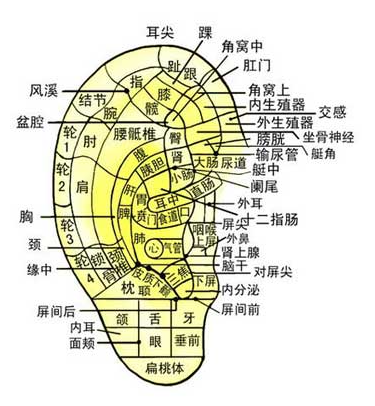 耳尖
踝
角窝中
肛门
趾
跟
风溪
指
膝
角窝上
结节
髋
内生殖器
腕
交感
盆腔
外生殖器
轮1
肘
腰骶椎
臀
坐骨神经
膀胱
艇角
腹
肾
输尿管
大肠
尿道
艇中
轮2
肩
胰胆
小肠
阑尾
肝
直肠
胃
耳中
外耳
脾
贲门
食道
口
十二指肠
胸
轮3
咽喉
屏尖
肺
上屏
外鼻
颈
心
气管
肾上腺
轮4
锁骨
颈椎
脑干
缘中
皮质下
三焦
对屏尖
枕
颞
下屏
内分泌
屏间后
屏间前
颌
舌
牙
内耳
面颊
眼
垂前
扁桃体